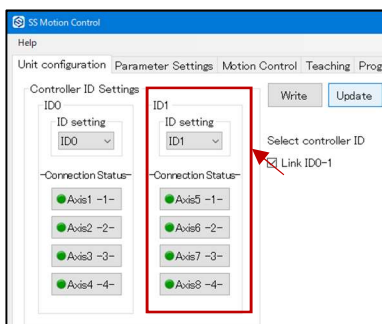 SS Motion Control
Help
Unit configuration Parameter Settings Motion Control Teaching Prog
Controller ID Settings
ID0
ID setting
ID0
-Connection Status-
Axis1 -1-
Axis2 -2-
Axis3 -3-
Axis4 -4-
ID1
ID setting
ID1
-Connection Status-
Axis5 -1-
Axis6 -2-
Axis7 -3-
Axis8 -4-
Write Update
Select controller ID
Link ID0-1